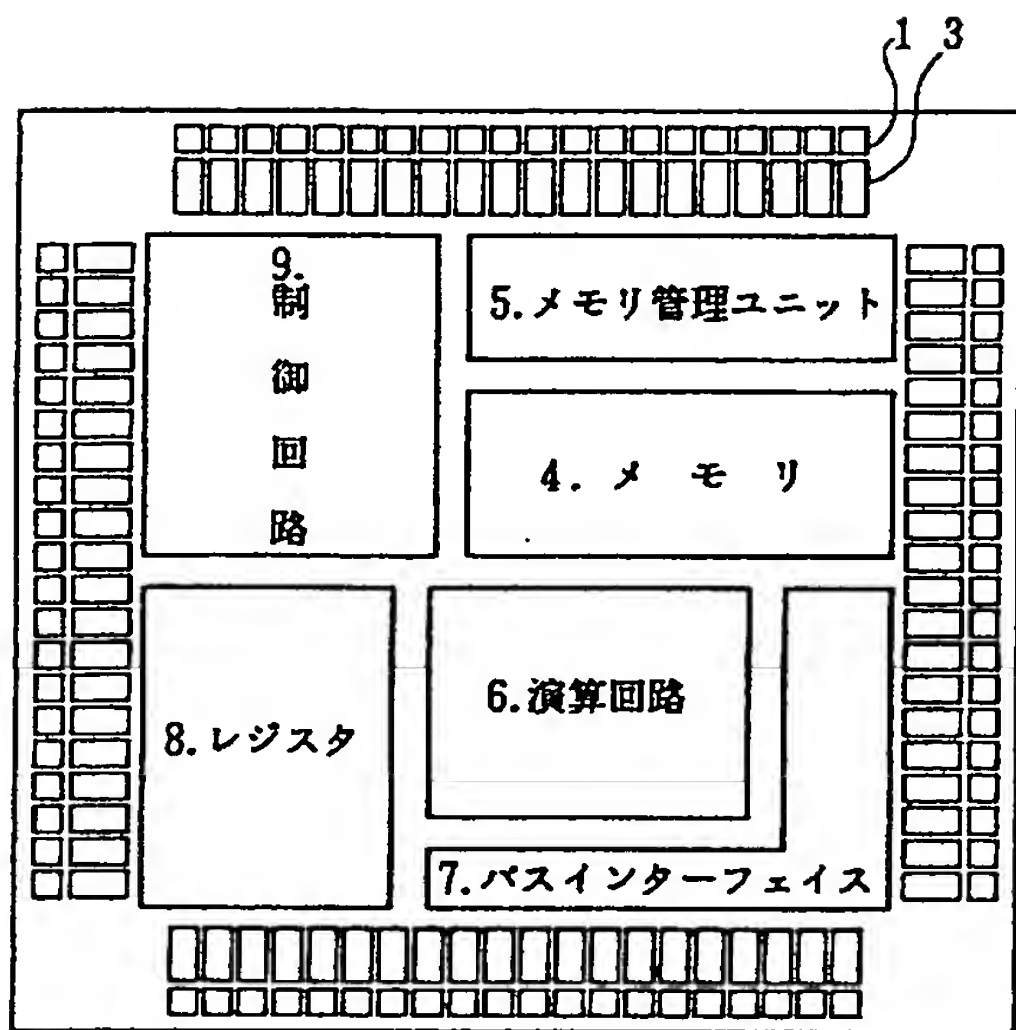 1 3
9.
制
御
回
路
5.メモリ管理ユニット
4. メ モ リ
6.演算回路
8.レジスタ
7.バスインターフェイス